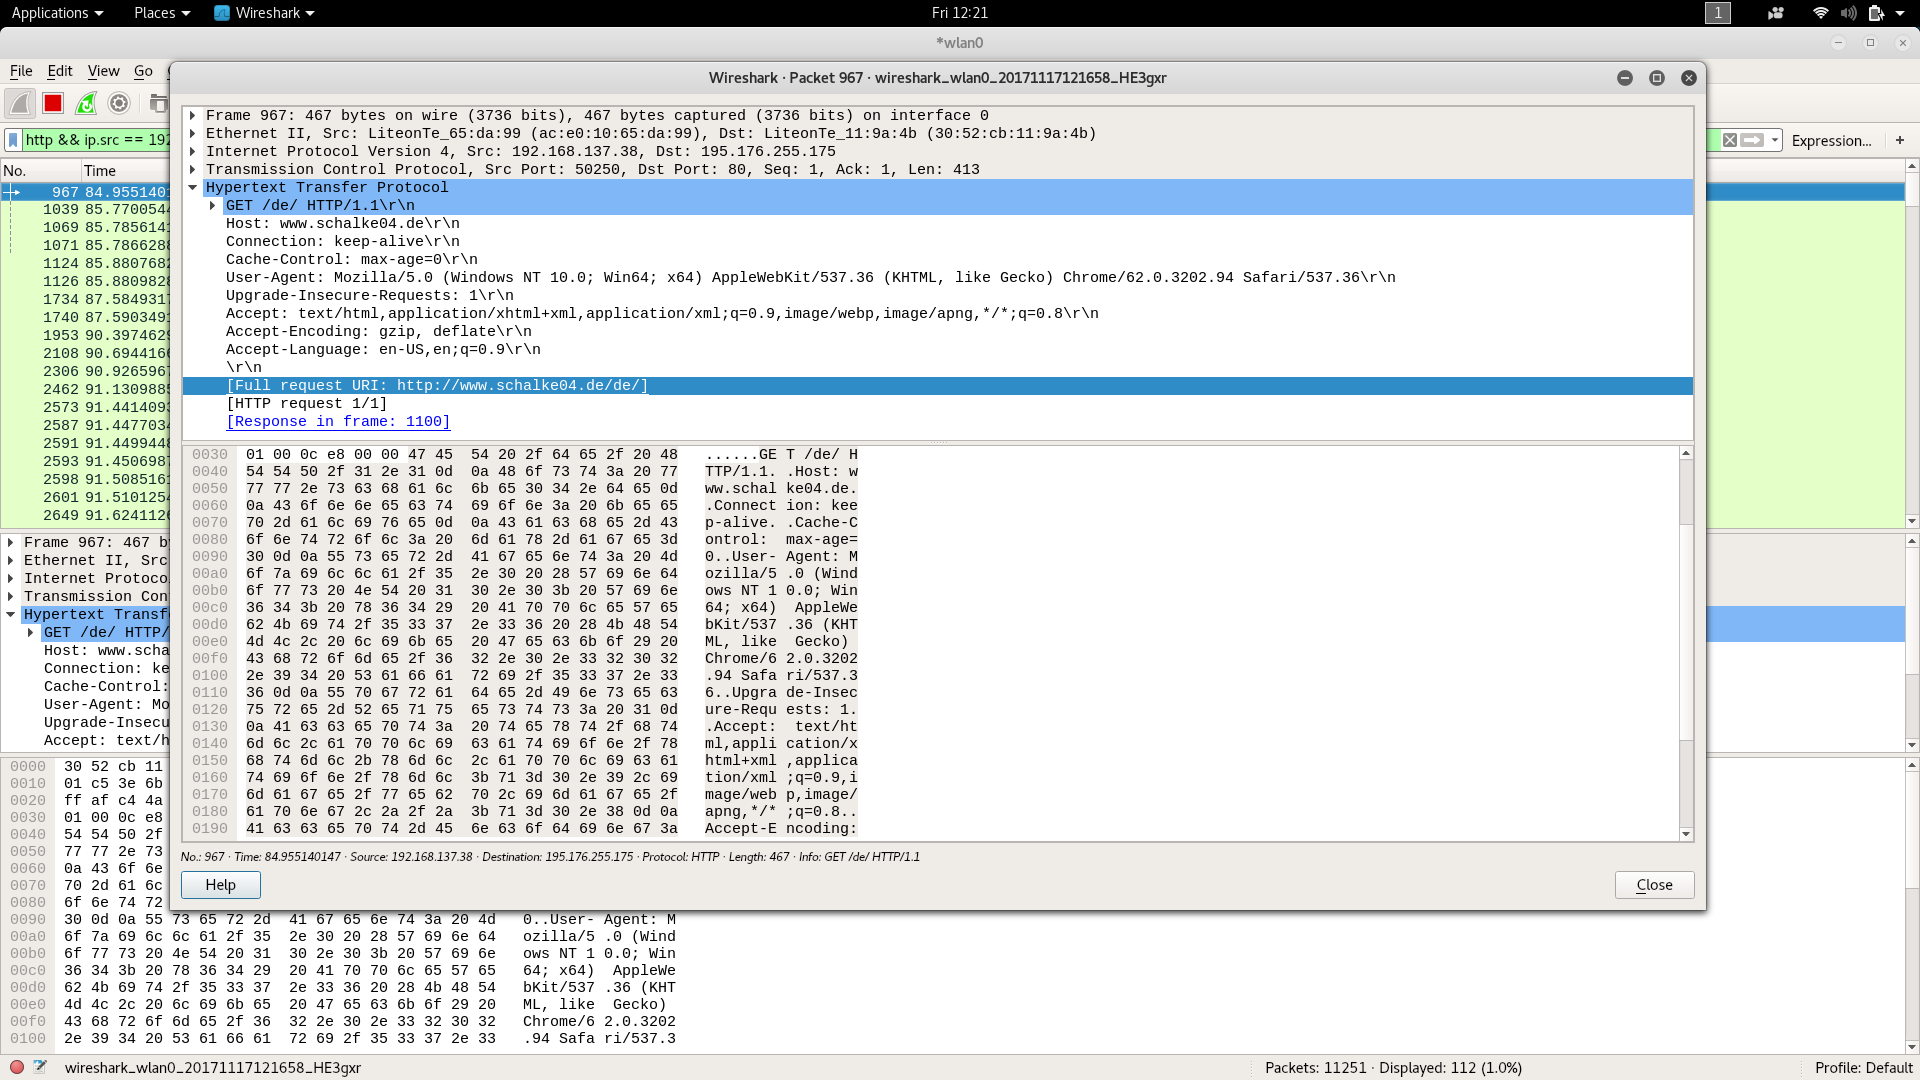 Applications Places Wireshark Fri 12:21 1
*wlan0
File Edit View Go
Wireshark · Packet 967 · wireshark_wlan0_20171117121658_HE3gxr
http && ip.src == 192 Expression... +
No. Time
967 84.9551401
1039 85.7700544
1069 85.7856141
1071 85.7866288
1124 85.8807682
1126 85.8809828
1734 87.5849317
1740 87.5903491
1953 90.3974629
2108 90.6944166
2306 90.9265967
2462 91.1309885
2573 91.4414093
2587 91.4477034
2591 91.4499448
2593 91.4506987
2598 91.5085161
2601 91.5101254
2649 91.6241126
Frame 967: 467 bytes on wire (3736 bits), 467 bytes captured (3736 bits) on interface 0
Ethernet II, Src: LiteonTe_65:da:99 (ac:e0:10:65:da:99), Dst: LiteonTe_11:9a:4b (30:52:cb:11:9a:4b)
Internet Protocol Version 4, Src: 192.168.137.38, Dst: 195.176.255.175
Transmission Control Protocol, Src Port: 50250, Dst Port: 80, Seq: 1, Ack: 1, Len: 413
Hypertext Transfer Protocol
GET /de/ HTTP/1.1\r\n
Host: www.schalke04.de\r\n
Connection: keep-alive\r\n
Cache-Control: max-age=0\r\n
User-Agent: Mozilla/5.0 (Windows NT 10.0; Win64; x64) AppleWebKit/537.36 (KHTML, like Gecko) Chrome/62.0.3202.94 Safari/537.36\r\n
Upgrade-Insecure-Requests: 1\r\n
Accept: text/html,application/xhtml+xml,application/xml;q=0.9,image/webp,image/apng,*/*;q=0.8\r\n
Accept-Encoding: gzip, deflate\r\n
Accept-Language: en-US,en;q=0.9\r\n
\r\n
[Full request URI: http://www.schalke04.de/de/]
[HTTP request 1/1]
[Response in frame: 1100]
0030 01 00 0c e8 00 00 47 45 54 20 2f 64 65 2f 20 48 ......GE T /de/ H
0040 54 54 50 2f 31 2e 31 0d 0a 48 6f 73 74 3a 20 77 TTP/1.1. .Host: w
0050 77 77 2e 73 63 68 61 6c 6b 65 30 34 2e 64 65 0d ww.schal ke04.de.
0060 0a 43 6f 6e 6e 65 63 74 69 6f 6e 3a 20 6b 65 65 .Connect ion: kee
0070 70 2d 61 6c 69 76 65 0d 0a 43 61 63 68 65 2d 43 p-alive. .Cache-C
0080 6f 6e 74 72 6f 6c 3a 20 6d 61 78 2d 61 67 65 3d ontrol: max-age=
0090 30 0d 0a 55 73 65 72 2d 41 67 65 6e 74 3a 20 4d 0..User- Agent: M
00a0 6f 7a 69 6c 6c 61 2f 35 2e 30 20 28 57 69 6e 64 ozilla/5 .0 (Wind
00b0 6f 77 73 20 4e 54 20 31 30 2e 30 3b 20 57 69 6e ows NT 1 0.0; Win
00c0 36 34 3b 20 78 36 34 29 20 41 70 70 6c 65 57 65 64; x64) AppleWe
00d0 62 4b 69 74 2f 35 33 37 2e 33 36 20 28 4b 48 54 bKit/537 .36 (KHT
00e0 4d 4c 2c 20 6c 69 6b 65 20 47 65 63 6b 6f 29 20 ML, like Gecko)
00f0 43 68 72 6f 6d 65 2f 36 32 2e 30 2e 33 32 30 32 Chrome/6 2.0.3202
0100 2e 39 34 20 53 61 66 61 72 69 2f 35 33 37 2e 33 .94 Safa ri/537.3
0110 36 0d 0a 55 70 67 72 61 64 65 2d 49 6e 73 65 63 6..Upgra de-Insec
0120 75 72 65 2d 52 65 71 75 65 73 74 73 3a 20 31 0d ure-Requ ests: 1.
0130 0a 41 63 63 65 70 74 3a 20 74 65 78 74 2f 68 74 .Accept: text/ht
0140 6d 6c 2c 61 70 70 6c 69 63 61 74 69 6f 6e 2f 78 ml,appli cation/x
0150 68 74 6d 6c 2b 78 6d 6c 2c 61 70 70 6c 69 63 61 html+xml ,applica
0160 74 69 6f 6e 2f 78 6d 6c 3b 71 3d 30 2e 39 2c 69 tion/xml ;q=0.9,i
0170 6d 61 67 65 2f 77 65 62 70 2c 69 6d 61 67 65 2f mage/web p,image/
0180 61 70 6e 67 2c 2a 2f 2a 3b 71 3d 30 2e 38 0d 0a apng,*/* ;q=0.8..
0190 41 63 63 65 70 74 2d 45 6e 63 6f 64 69 6e 67 3a Accept-E ncoding:
No.: 967 · Time: 84.955140147 · Source: 192.168.137.38 · Destination: 195.176.255.175 · Protocol: HTTP · Length: 467 · Info: GET /de/ HTTP/1.1
Help Close
Frame 967: 467 b
Ethernet II, Src
Internet Protoco
Transmission Con
Hypertext Transf
GET /de/ HTTP/
Host: www.scha
Connection: ke
Cache-Control:
User-Agent: Mo
Upgrade-Insecu
Accept: text/h
0000 30 52 cb 11
0010 01 c5 3e 6b
0020 ff af c4 4a
0030 01 00 0c e8
0040 54 54 50 2f
0050 77 77 2e 73
0060 0a 43 6f 6e
0070 70 2d 61 6c
0080 6f 6e 74 72
0090 30 0d 0a 55 73 65 72 2d 41 67 65 6e 74 3a 20 4d 0..User- Agent: M
00a0 6f 7a 69 6c 6c 61 2f 35 2e 30 20 28 57 69 6e 64 ozilla/5 .0 (Wind
00b0 6f 77 73 20 4e 54 20 31 30 2e 30 3b 20 57 69 6e ows NT 1 0.0; Win
00c0 36 34 3b 20 78 36 34 29 20 41 70 70 6c 65 57 65 64; x64) AppleWe
00d0 62 4b 69 74 2f 35 33 37 2e 33 36 20 28 4b 48 54 bKit/537 .36 (KHT
00e0 4d 4c 2c 20 6c 69 6b 65 20 47 65 63 6b 6f 29 20 ML, like Gecko)
00f0 43 68 72 6f 6d 65 2f 36 32 2e 30 2e 33 32 30 32 Chrome/6 2.0.3202
0100 2e 39 34 20 53 61 66 61 72 69 2f 35 33 37 2e 33 .94 Safa ri/537.3
wireshark_wlan0_20171117121658_HE3gxr Packets: 11251 · Displayed: 112 (1.0%) Profile: Default